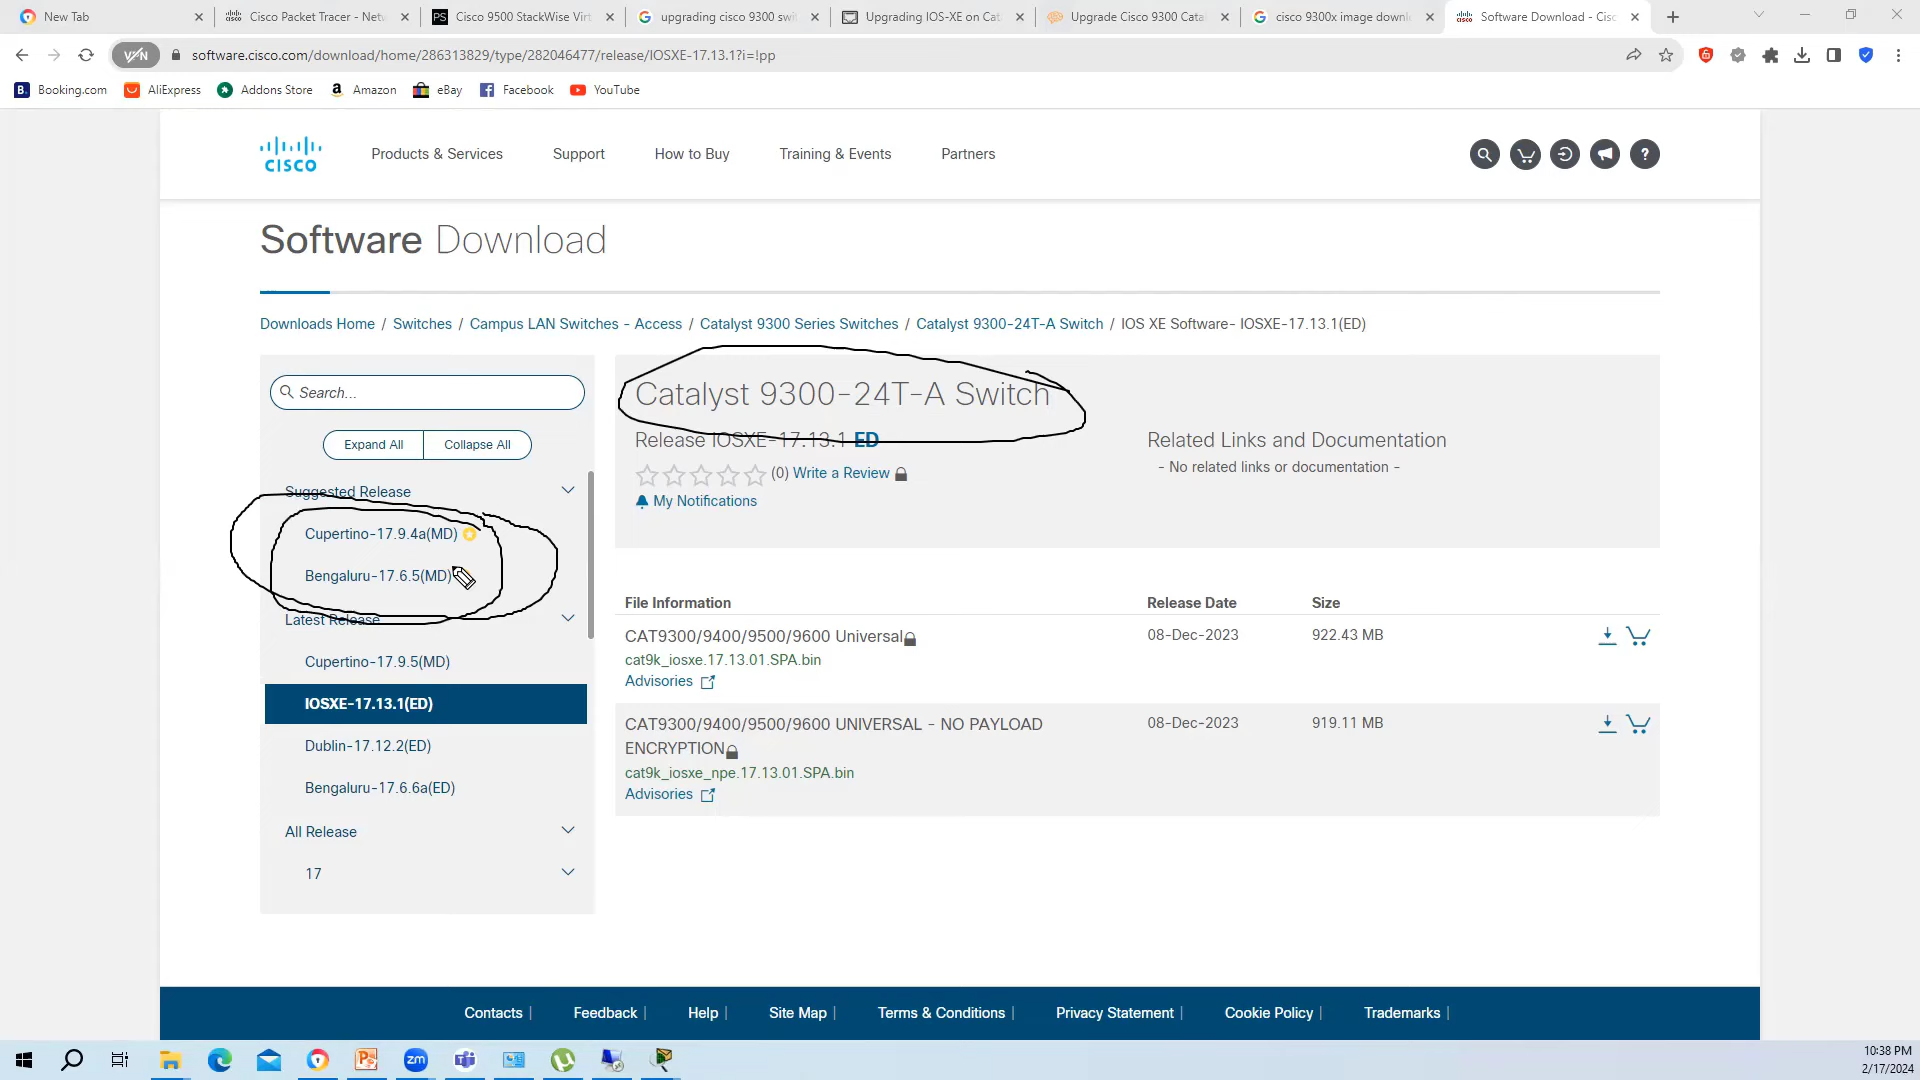 New Tab
Cisco Packet Tracer - Netw
PS Cisco 9500 StackWise Virt
upgrading cisco 9300 swi
Upgrading IOS-XE on Cat
Upgrade Cisco 9300 Catal
cisco 9300x image downl
Software Download - Cisc
VPN
software.cisco.com/download/home/286313829/type/282046477/release/IOSXE-17.13.1?i=!pp
B. Booking.com
AliExpress
Addons Store
a Amazon
eBay
Facebook
YouTube
CISCO
Products & Services
Support
How to Buy
Training & Events
Partners
?
Software Download
Downloads Home / Switches / Campus LAN Switches - Access / Catalyst 9300 Series Switches / Catalyst 9300-24T-A Switch / IOS XE Software- IOSXE-17.13.1(ED)
Search...
Expand All
Collapse All
Suggested Release
Cupertino-17.9.4a(MD)
Bengaluru-17.6.5(MD)
Latest Release
Cupertino-17.9.5(MD)
IOSXE-17.13.1(ED)
Dublin-17.12.2(ED)
Bengaluru-17.6.6a(ED)
All Release
17
Catalyst 9300-24T-A Switch
Release IOSXE-17.13.1 ED
(0) Write a Review
My Notifications
Related Links and Documentation
- No related links or documentation -
File Information
Release Date
Size
CAT9300/9400/9500/9600 Universal
08-Dec-2023
922.43 MB
cat9k_iosxe.17.13.01.SPA.bin
Advisories
CAT9300/9400/9500/9600 UNIVERSAL - NO PAYLOAD
ENCRYPTION
08-Dec-2023
919.11 MB
cat9k_iosxe_npe.17.13.01.SPA.bin
Advisories
Contacts |
Feedback |
Help |
Site Map |
Terms & Conditions |
Privacy Statement |
Cookie Policy |
Trademarks |
zm
10:38 PM
2/17/2024